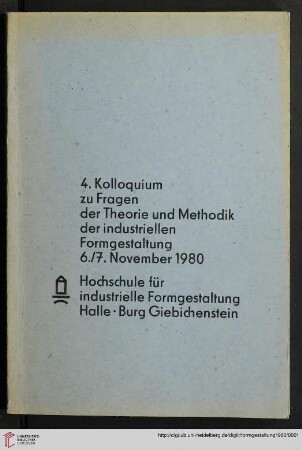 4. Kolloquium
zu Fragen
der Theorie und Methodik
der industriellen
Formgestaltung
6./7. November 1980
Hochschule für
industrielle Formgestaltung
Halle · Burg Giebichenstein
UNIVERSITÄTS-
BIBLIOTHEK
HEIDELBERG
http://digi.ub.uni-heidelberg.de/diglit/formgestaltung1980/0001